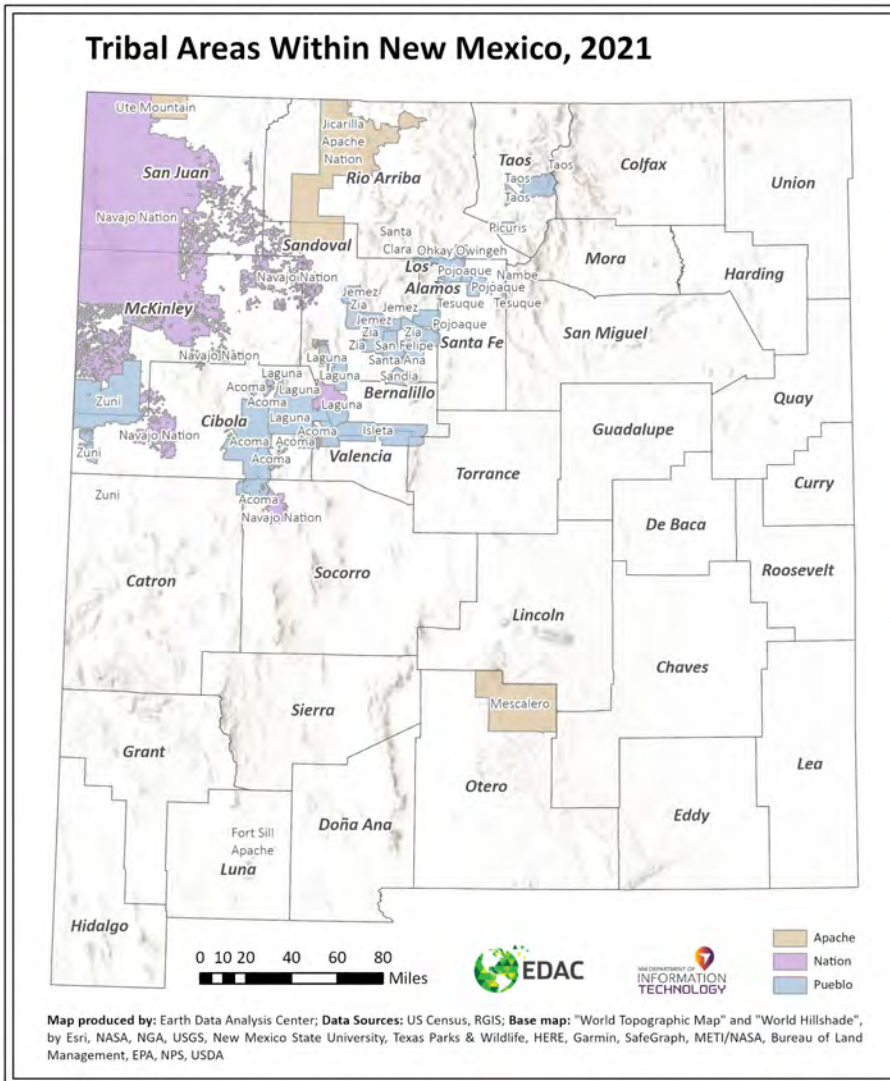 Tribal Areas Within New Mexico, 2021
Ute Mountain
Jicarilla
Apache
Nation
Taos
Taos
Colfax
San Juan
Rio Arriba
Taos
Taos
Union
Navajo Nation
Picuris
Santa
Clara
Ohkay Owingeh
Sandoval
Mora
Los
Alamos
Pojoaque
Nambe
Harding
Navajo Nation
Pojoaque
Tesuque
Tesuque
McKinley
Jemez
Zia
Jemez
Jemez
Pojoaque
San Miguel
Zia
Zia
Santa Fe
Navajo Nation
Laguna
Zia
San Felipe
Santa Ana
Laguna
Laguna
Sandia
Acoma
Laguna
Bernalillo
Quay
Zuni
Acoma
Laguna
Cibola
Laguna
Guadalupe
Navajo Nation
Acoma
Isleta
Acoma
Acoma
Zuni
Acoma
Valencia
Torrance
Curry
Zuni
Acoma
Navajo Nation
De Baca
Catron
Socorro
Roosevelt
Lincoln
Chaves
Mescalero
Sierra
Grant
Lea
Otero
Doña Ana
Eddy
Fort Sill
Apache
Luna
Hidalgo
0 10 20 40 60 80
Miles
EDAC
NM DEPARTMENT OF
INFORMATION
TECHNOLOGY
Apache
Nation
Pueblo
Map produced by: Earth Data Analysis Center; Data Sources: US Census, RGIS; Base map: "World Topographic Map" and "World Hillshade",
by Esri, NASA, NGA, USGS, New Mexico State University, Texas Parks & Wildlife, HERE, Garmin, SafeGraph, METI/NASA, Bureau of Land
Management, EPA, NPS, USDA